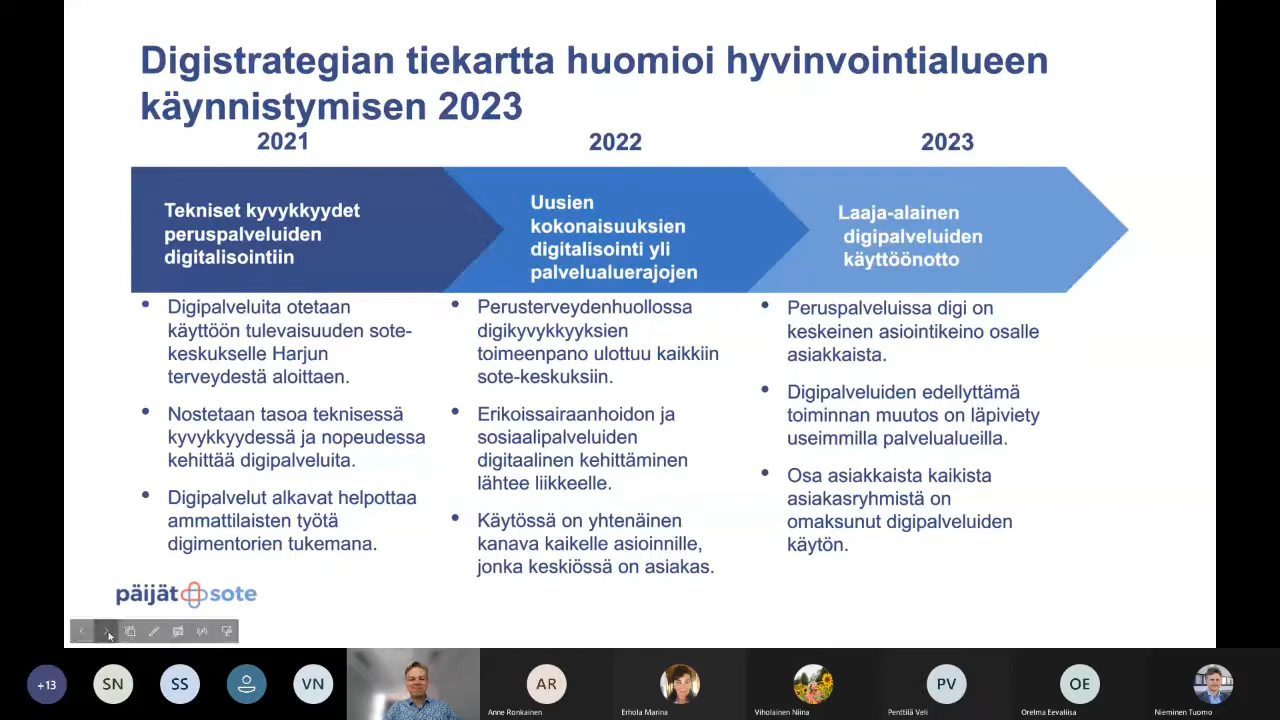 Digistrategian tiekartta huomioi hyvinvointialueen
käynnistymisen 2023
2021
2022
2023
Tekniset kyvykkyydet
peruspalveluiden
digitalisointiin
Uusien
kokonaisuuksien
digitalisointi yli
palvelualuerajojen
Laaja-alainen
digipalveluiden
käyttöönotto
• Digipalveluita otetaan
käyttöön tulevaisuuden sote-
keskukselle Harjun
terveydestä aloittaen.
• Nostetaan tasoa teknisessä
kyvykkyydessä ja nopeudessa
kehittää digipalveluita.
• Digipalvelut alkavat helpottaa
ammattilaisten työtä
digimentorien tukemana.
• Perusterveydenhuollossa
digikyvykkyyksien
toimeenpano ulottuu kaikkiin
sote-keskuksiin.
• Erikoissairaanhoidon ja
sosiaalipalveluiden
digitaalinen kehittäminen
lähtee liikkeelle.
• Käytössä on yhtenäinen
kanava kaikelle asioinnille,
jonka keskiössä on asiakas.
• Peruspalveluissa digi on
keskeinen asiointikeino osalle
asiakkaista.
• Digipalveluiden edellyttämä
toiminnan muutos on läpiviety
useimmilla palvelualueilla.
• Osa asiakkaista kaikista
asiakasryhmistä on
omaksunut digipalveluiden
käytön.
päijät sote
+13
SN
SS
VN
AR
Anne Ronkainen
Erhola Marina
Viholainen Niina
PV
Penttilä Veli
OE
Orelma Eevaliisa
Nieminen Tuomo